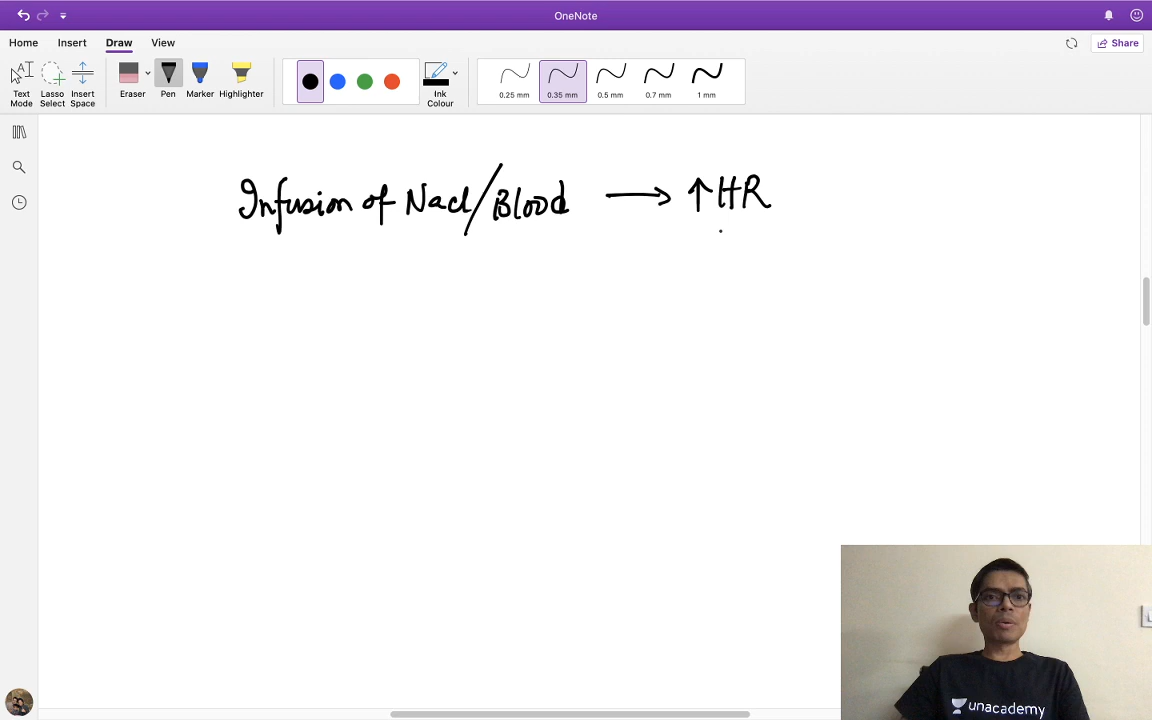 OneNote
Home Insert Draw View Share
Text Mode Lasso Select Insert Space Eraser Pen Marker Highlighter Ink Colour 0.25 mm 0.35 mm 0.5 mm 0.7 mm 1 mm
Infusion of Nacl/Blood → ↑HR
unacademy